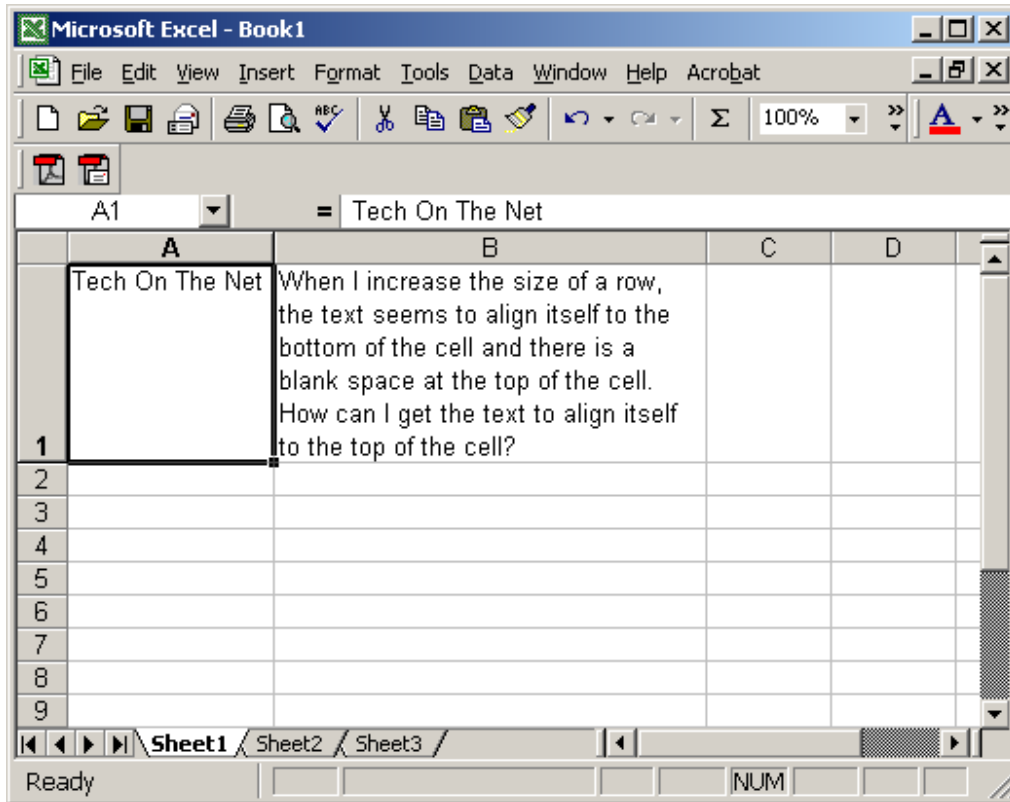 Microsoft Excel - Book1
File Edit View Insert Format Tools Data Window Help Acrobat
ABC Σ 100% » A »
A1 = Tech On The Net
A B C D
Tech On The Net When I increase the size of a row,
the text seems to align itself to the
bottom of the cell and there is a
blank space at the top of the cell.
How can I get the text to align itself
1 to the top of the cell?
2
3
4
5
6
7
8
9
Sheet1 Sheet2 Sheet3
Ready NUM